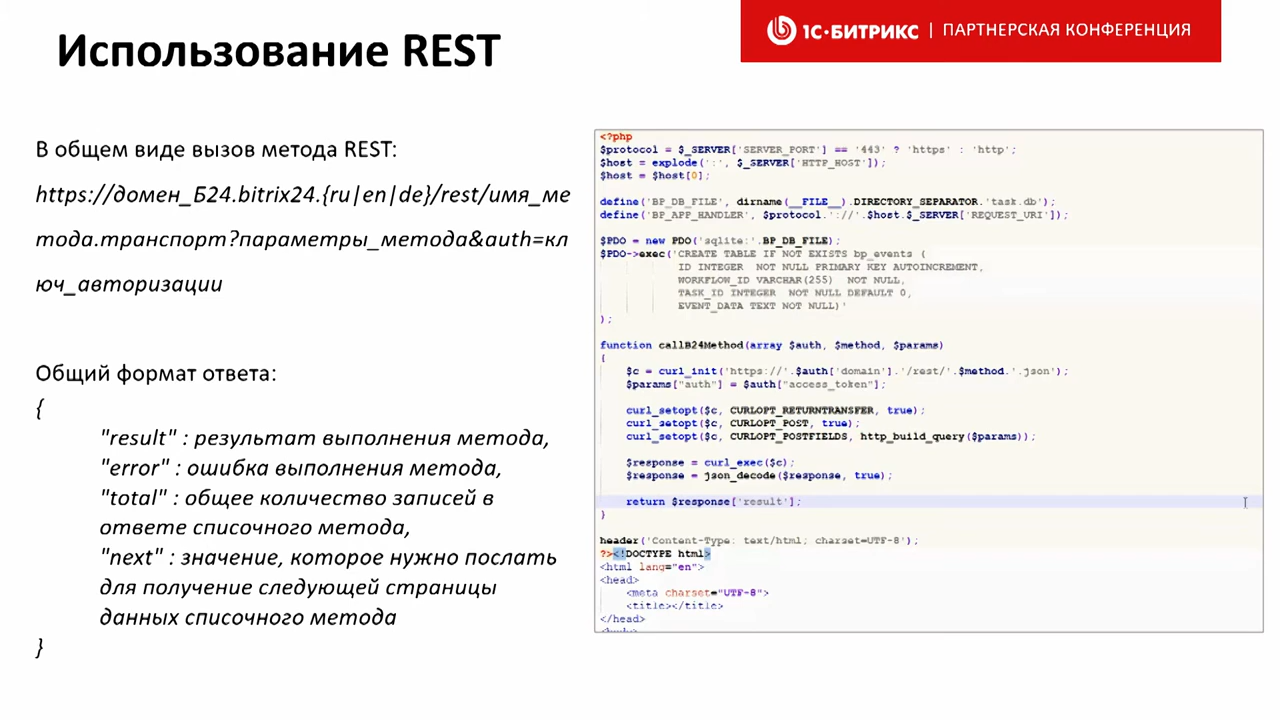 Использование REST
1С·БИТРИКС | ПАРТНЕРСКАЯ КОНФЕРЕНЦИЯ
В общем виде вызов метода REST:
https://домен_Б24.bitrix24.{ru|en|de}/rest/имя_ме
тода.транспорт?параметры_метода&auth=кл
юч_авторизации
Общий формат ответа:
{
"result" : результат выполнения метода,
"error" : ошибка выполнения метода,
"total" : общее количество записей в
ответе списочного метода,
"next" : значение, которое нужно послать
для получение следующей страницы
данных списочного метода
}
<?php
$protocol = $_SERVER['SERVER_PORT'] == '443' ? 'https' : 'http';
$host = explode(':', $_SERVER['HTTP_HOST']);
$host = $host[0];
define('BP_DB_FILE', dirname(__FILE__).DIRECTORY_SEPARATOR.'task.db');
define('BP_APP_HANDLER', $protocol.'://'.$host.$_SERVER['REQUEST_URI']);
$PDO = new PDO('sqlite:'.BP_DB_FILE);
$PDO->exec('CREATE TABLE IF NOT EXISTS bp_events (
ID INTEGER NOT NULL PRIMARY KEY AUTOINCREMENT,
WORKFLOW_ID VARCHAR(255) NOT NULL,
TASK_ID INTEGER NOT NULL DEFAULT 0,
EVENT_DATA TEXT NOT NULL)'
);
function callB24Method(array $auth, $method, $params)
{
$c = curl_init('https://'.$auth['domain'].'/rest/'.$method.'.json');
$params["auth"] = $auth["access_token"];
curl_setopt($c, CURLOPT_RETURNTRANSFER, true);
curl_setopt($c, CURLOPT_POST, true);
curl_setopt($c, CURLOPT_POSTFIELDS, http_build_query($params));
$response = curl_exec($c);
$response = json_decode($response, true);
return $response['result'];
}
header('Content-Type: text/html; charset=UTF-8');
?><!DOCTYPE html>
<html lang="en">
<head>
<meta charset="UTF-8">
<title></title>
</head>